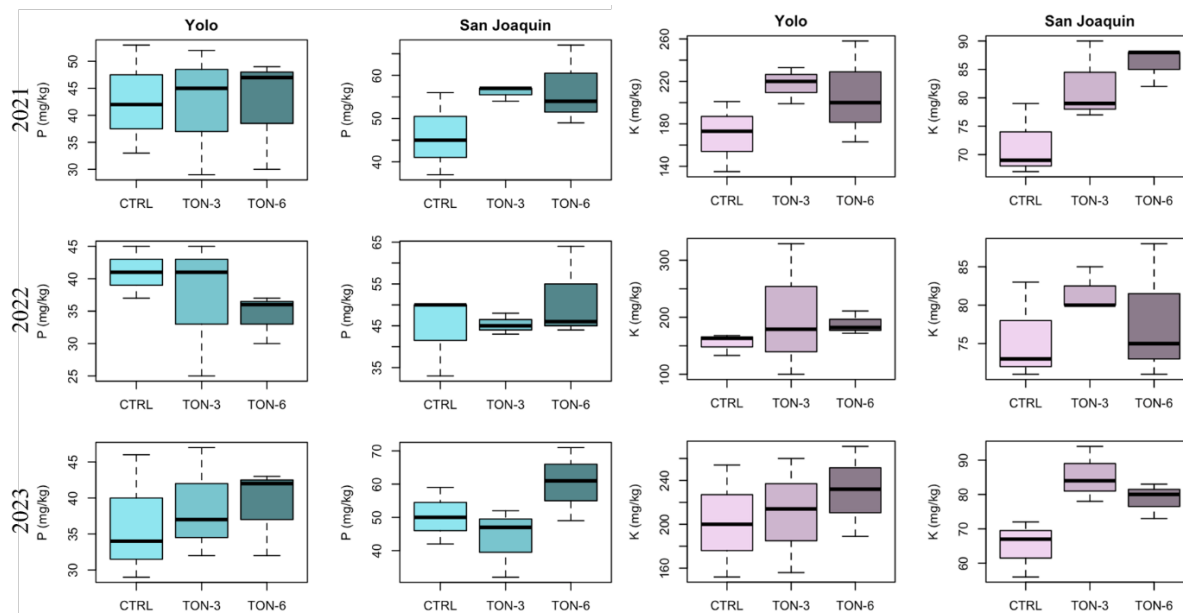 Yolo
San Joaquin
Yolo
San Joaquin
2021
P (mg/kg)
50
45
40
35
30
CTRL TON-3 TON-6
P (mg/kg)
60
50
40
CTRL TON-3 TON-6
K (mg/kg)
260
220
180
140
CTRL TON-3 TON-6
K (mg/kg)
90
85
80
75
70
CTRL TON-3 TON-6
2022
P (mg/kg)
45
40
35
30
25
CTRL TON-3 TON-6
P (mg/kg)
65
55
45
35
CTRL TON-3 TON-6
K (mg/kg)
300
200
150
100
CTRL TON-3 TON-6
K (mg/kg)
85
80
75
CTRL TON-3 TON-6
2023
P (mg/kg)
45
40
35
30
CTRL TON-3 TON-6
P (mg/kg)
70
60
50
40
CTRL TON-3 TON-6
K (mg/kg)
240
200
160
CTRL TON-3 TON-6
K (mg/kg)
90
80
70
60
CTRL TON-3 TON-6